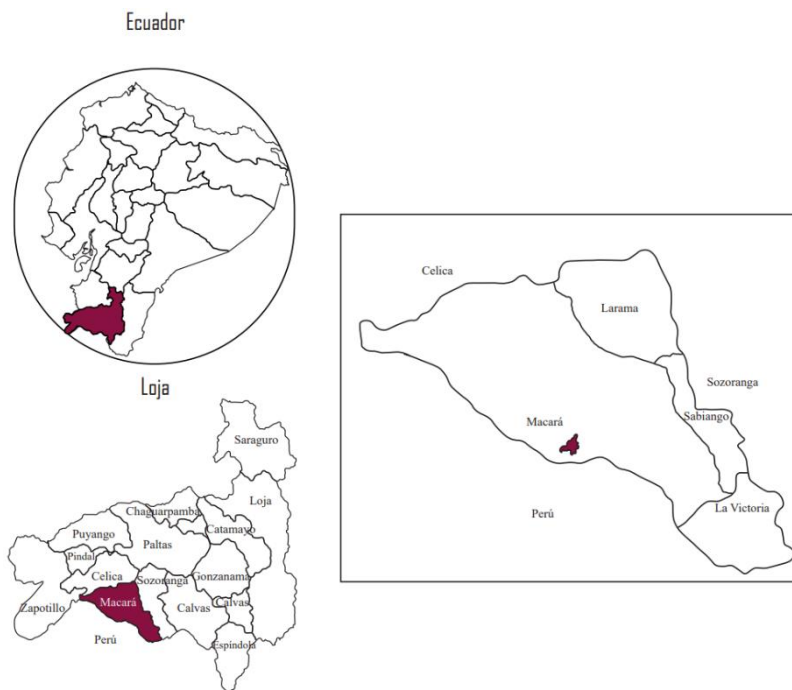 Ecuador
Loja
Saraguro
Loja
Chaguarpamba
Catamayo
Puyango
Paltas
Pindal
Celica
Sozoranga
Gonzanama
Zapotillo
Macará
Calvas
Calvas
Perú
Espíndola
Celica
Larama
Sozoranga
Sabiango
Macará
La Victoria
Perú